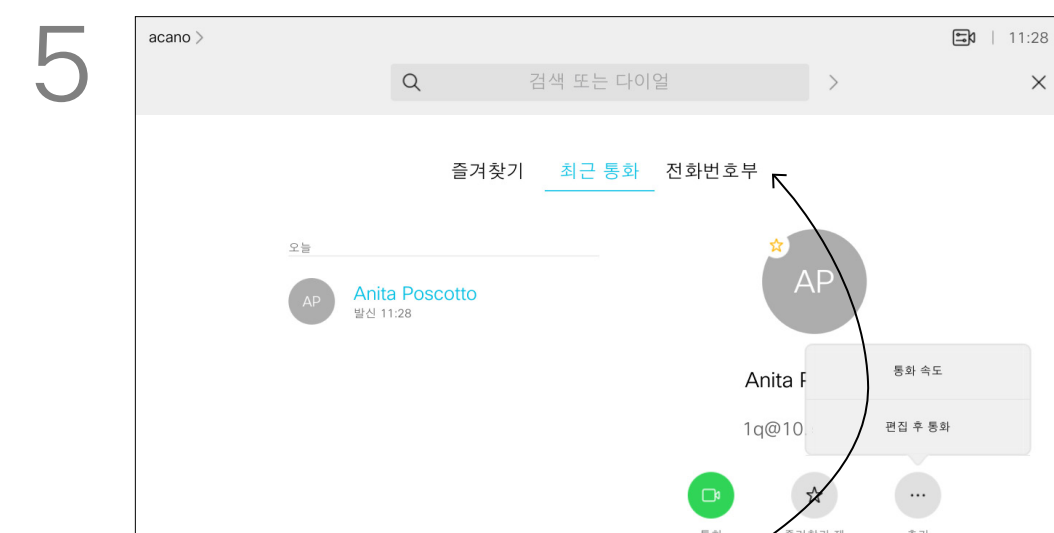 5
acano >
11:28
검색 또는 다이얼
즐겨찾기 최근 통화 전화번호부
오늘
AP
Anita Poscotto
발신 11:28
AP
Anita
통화 속도
1q@10.
편집 후 통화